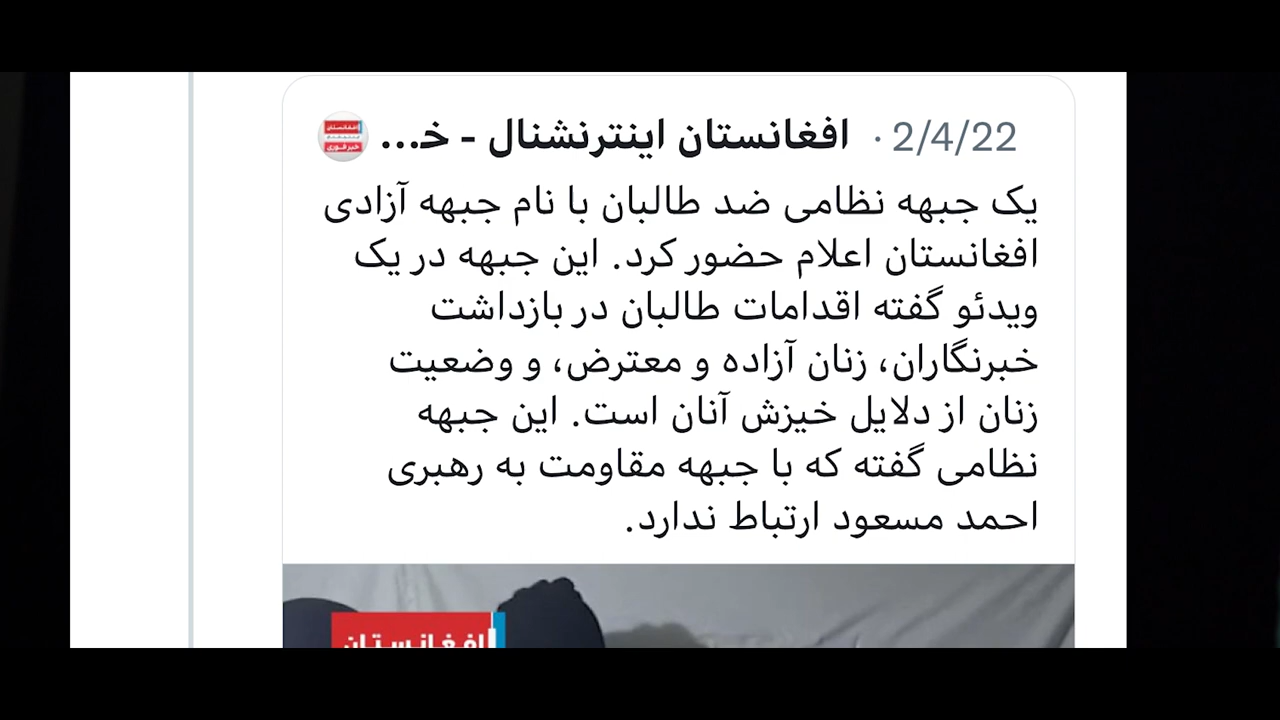 افغانستان اینترنشنال - خـ... · 2/4/22
یک جبهه نظامی ضد طالبان با نام جبهه آزادی
افغانستان اعلام حضور کرد. این جبهه در یک
ویدئو گفته اقدامات طالبان در بازداشت
خبرنگاران، زنان آزاده و معترض، و وضعیت
زنان از دلایل خیزش آنان است. این جبهه
نظامی گفته که با جبهه مقاومت به رهبری
احمد مسعود ارتباط ندارد.
افغانستان